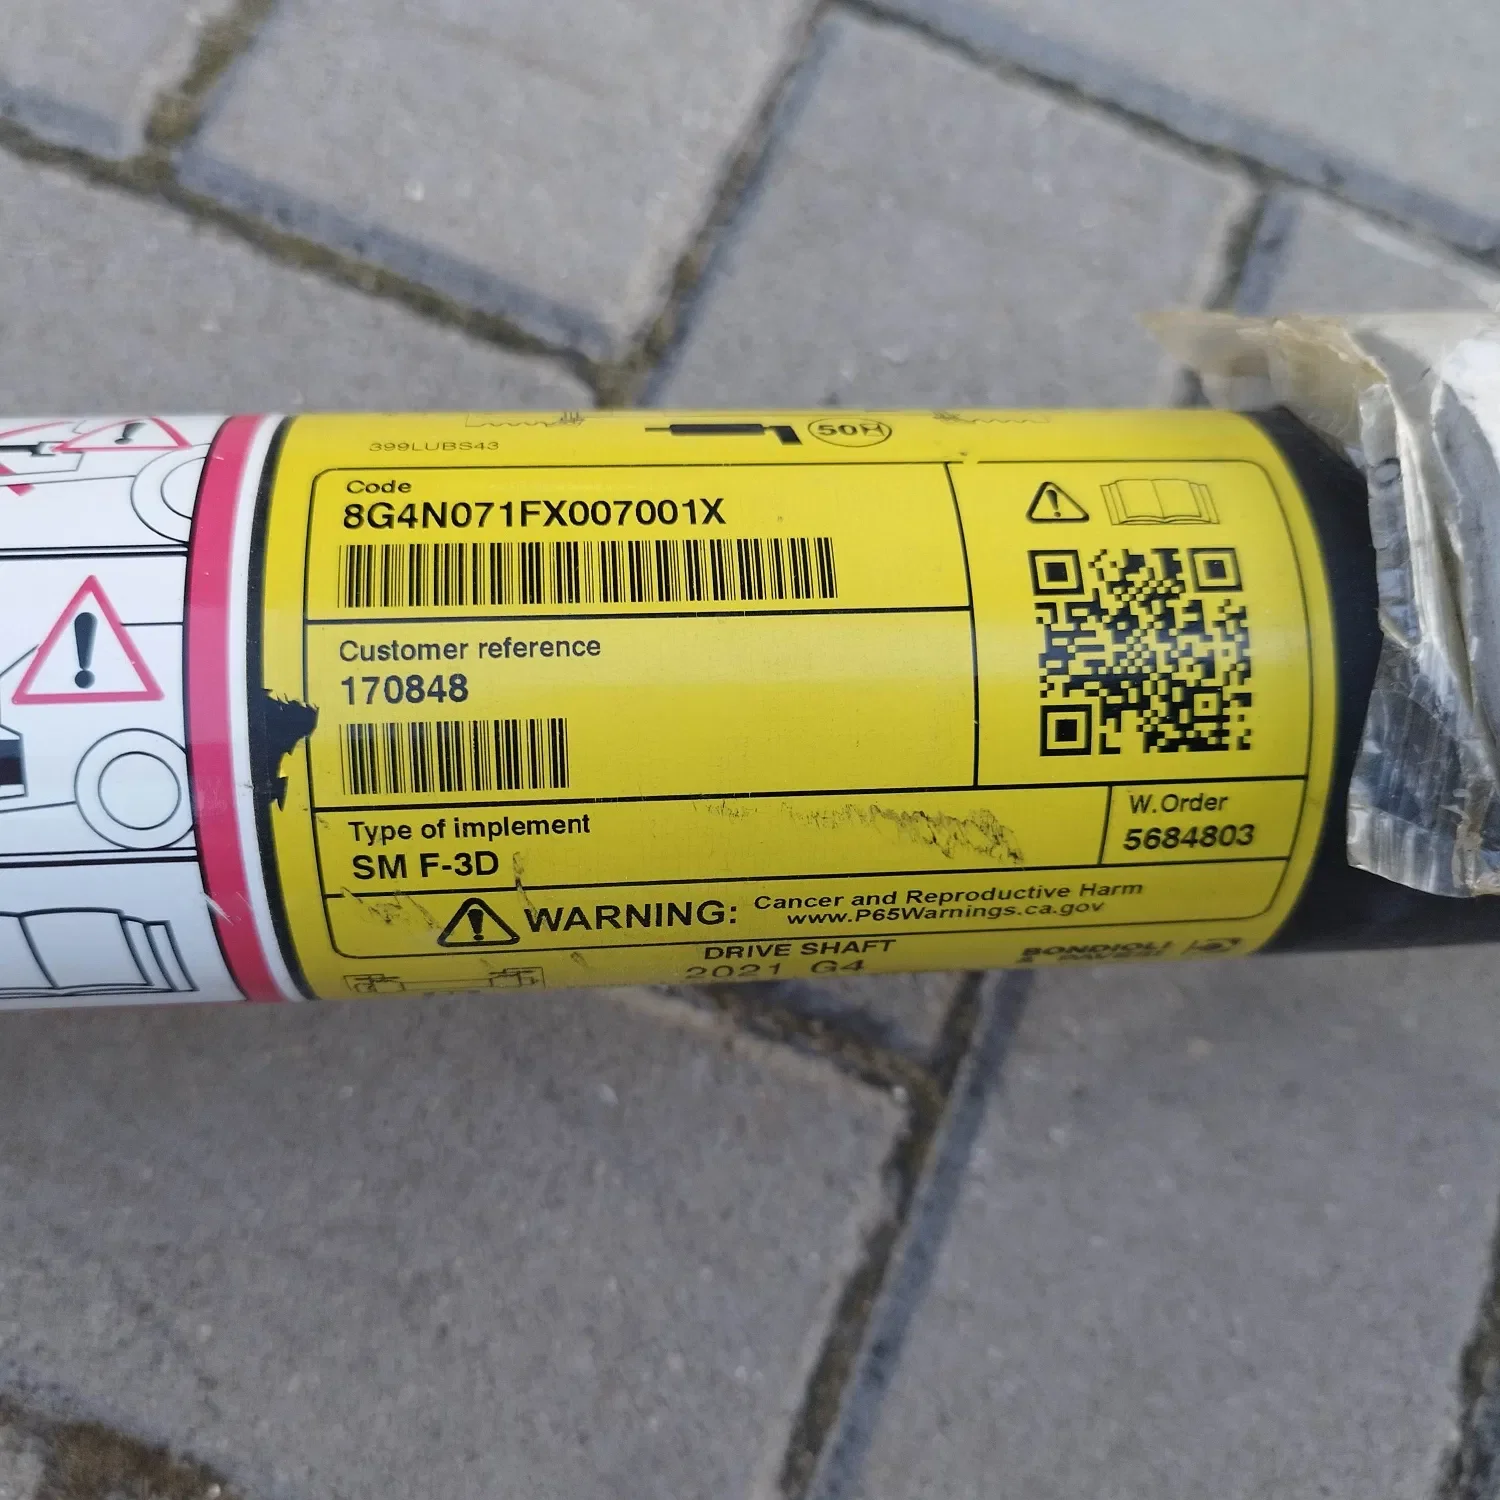 399LUBS43
50H
Code
8G4N071FX007001X
Customer reference
170848
Type of implement
SM F-3D
W.Order
5684803
WARNING: Cancer and Reproductive Harm
www.P65Warnings.ca.gov
DRIVE SHAFT
2021 G4
BONDIOLI
& PAVESI